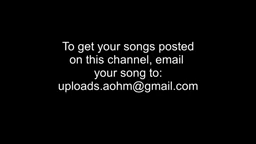 To get your songs posted
on this channel, email
your song to:
uploads.aohm@gmail.com